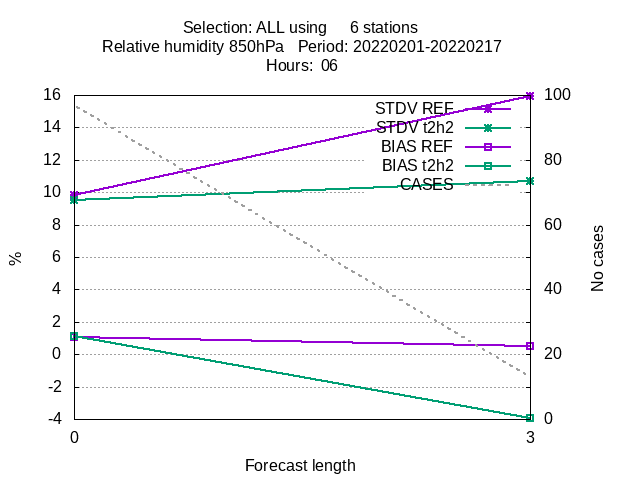 Selection: ALL using 6 stations
Relative humidity 850hPa Period: 20220201-20220217
Hours: 06
16 100
STDV REF
14
STDV t2h2
BIAS REF
12 80
BIAS t2h2
CASES
10
8 60
%
No cases
6
4 40
2
0 20
-2
-4 0
0 3
Forecast length